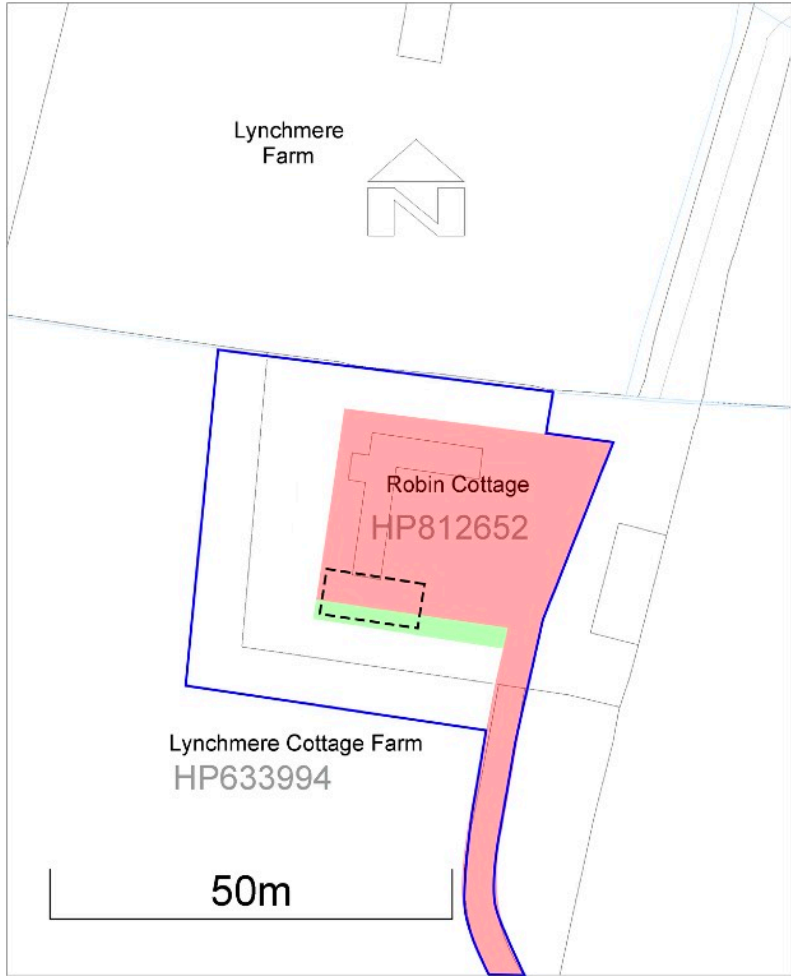 Lynchmere
Farm
N
Robin Cottage
HP812652
Lynchmere Cottage Farm
HP633994
50m